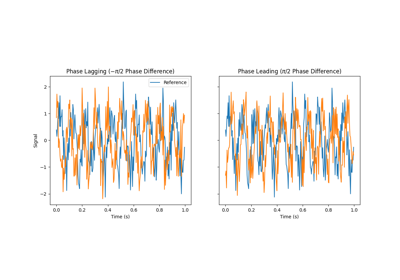 Phase Lagging (−π/2 Phase Difference)
Phase Leading (π/2 Phase Difference)
Reference
Signal
2
1
0
−1
−2
0.0 0.2 0.4 0.6 0.8 1.0
0.0 0.2 0.4 0.6 0.8 1.0
Time (s)
Time (s)